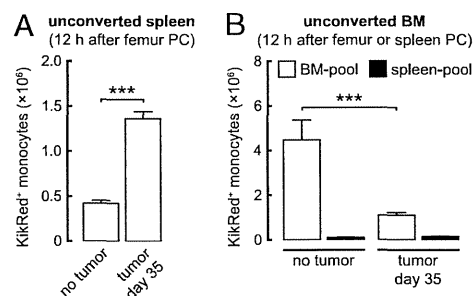 A unconverted spleen
(12 h after femur PC)
KikRed+ monocytes (×10⁶)
2.0
1.5
1.0
0.5
0
***
no tumor
tumor
day 35
B unconverted BM
(12 h after femur or spleen PC)
BM-pool spleen-pool
KikRed+ monocytes (×10⁶)
8
6
4
2
0
***
no tumor
tumor
day 35